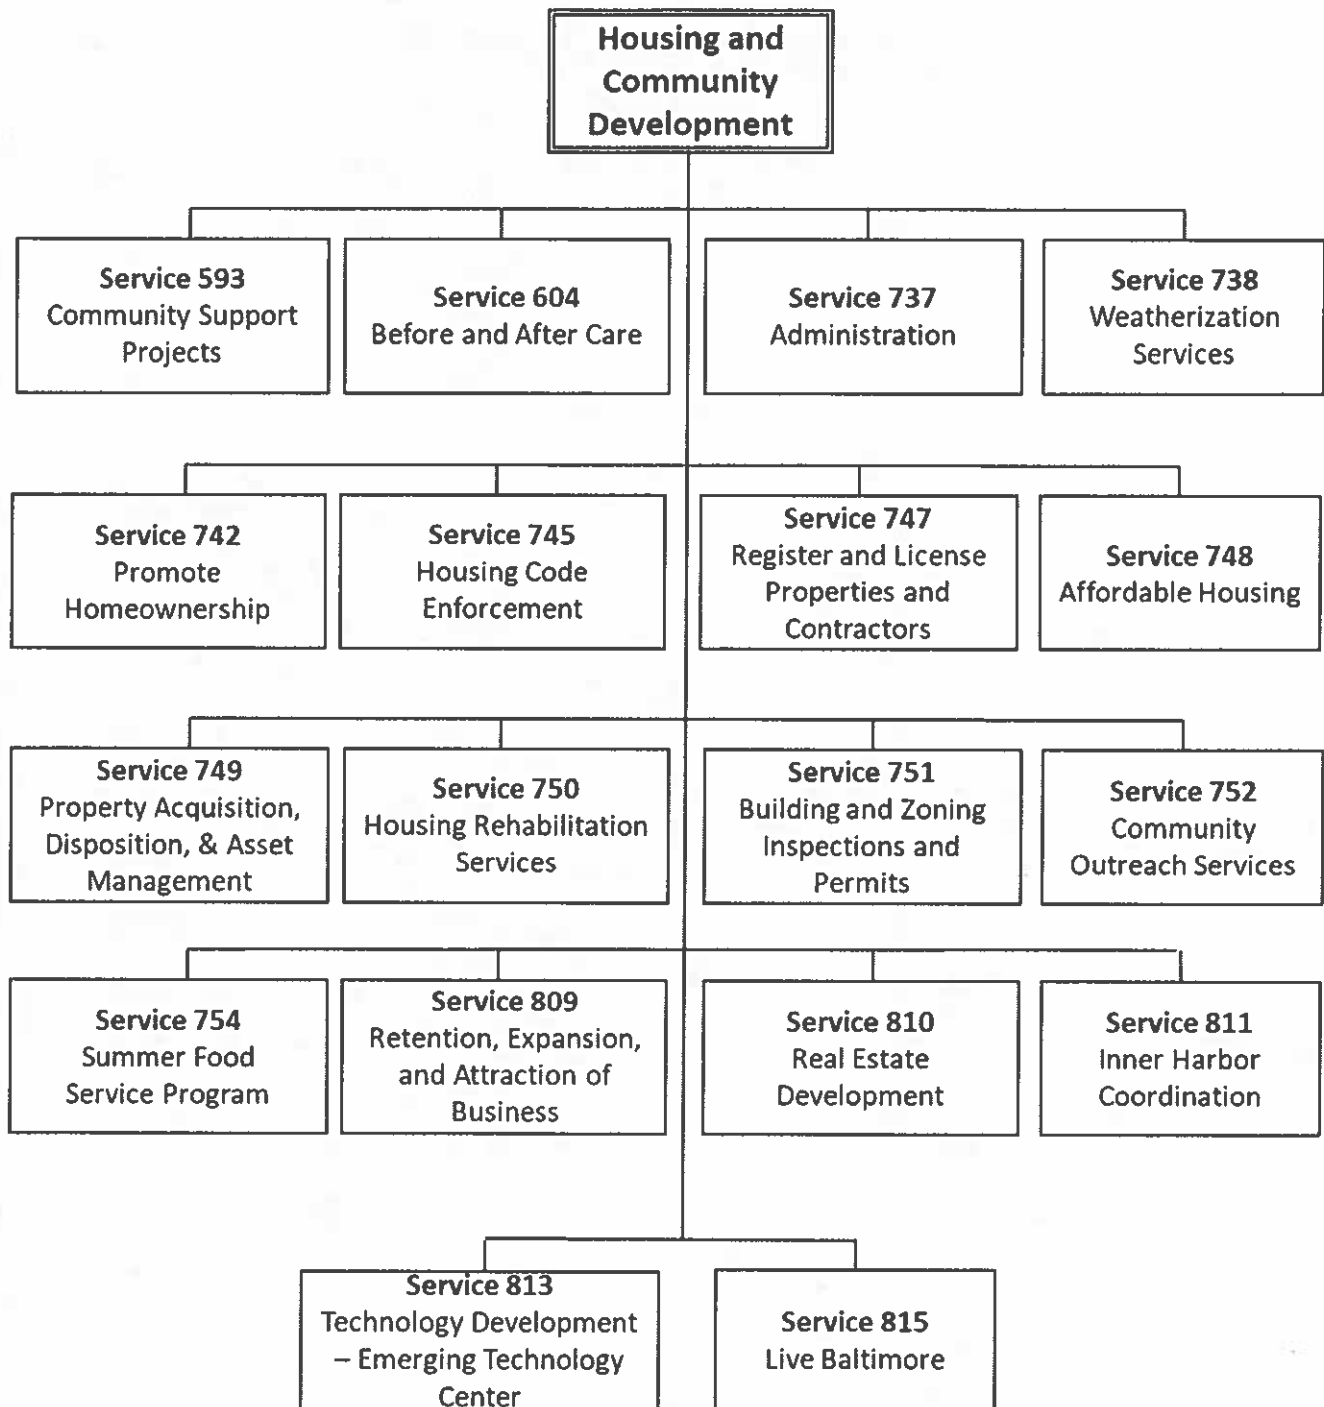 Housing and
Community
Development
Service 593
Community Support
Projects
Service 604
Before and After Care
Service 737
Administration
Service 738
Weatherization
Services
Service 742
Promote
Homeownership
Service 745
Housing Code
Enforcement
Service 747
Register and License
Properties and
Contractors
Service 748
Affordable Housing
Service 749
Property Acquisition,
Disposition, & Asset
Management
Service 750
Housing Rehabilitation
Services
Service 751
Building and Zoning
Inspections and
Permits
Service 752
Community
Outreach Services
Service 754
Summer Food
Service Program
Service 809
Retention, Expansion,
and Attraction of
Business
Service 810
Real Estate
Development
Service 811
Inner Harbor
Coordination
Service 813
Technology Development
– Emerging Technology
Center
Service 815
Live Baltimore